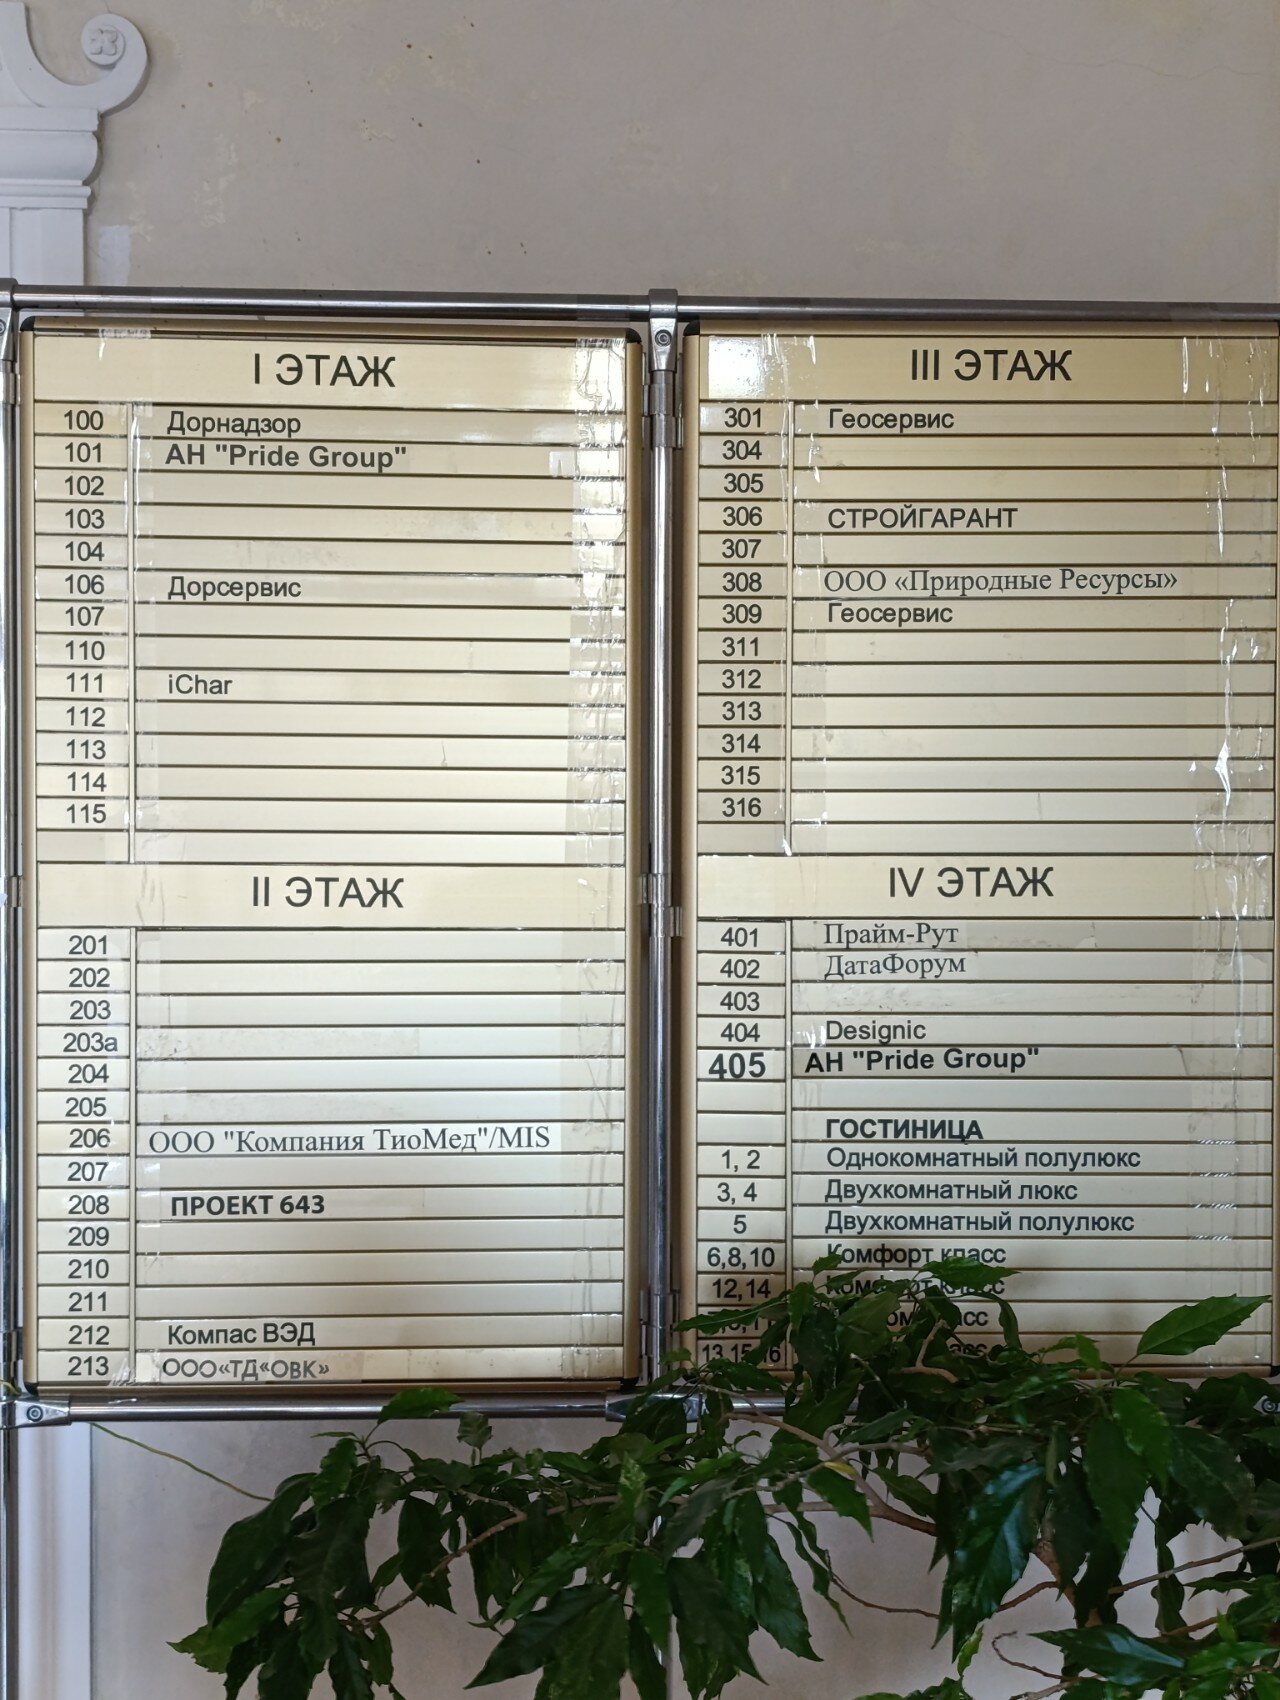 I ЭТАЖ
100 Дорнадзор
101 АН "Pride Group"
102
103
104
106 Дорсервис
107
110
111 iChar
112
113
114
115
II ЭТАЖ
201
202
203
203а
204
205
206 ООО "Компания ТиоМед"/MIS
207
208 ПРОЕКТ 643
209
210
211
212 Компас ВЭД
213 ООО«ТД«ОВК»
III ЭТАЖ
301 Геосервис
304
305
306 СТРОЙГАРАНТ
307
308 ООО «Природные Ресурсы»
309 Геосервис
311
312
313
314
315
316
IV ЭТАЖ
401 Прайм-Рут
402 ДатаФорум
403
404 Designic
405 АН "Pride Group"
ГОСТИНИЦА
1, 2 Однокомнатный полулюкс
3, 4 Двухкомнатный люкс
5 Двухкомнатный полулюкс
6,8,10 Комфорт класс
12,14 Комфорт класс